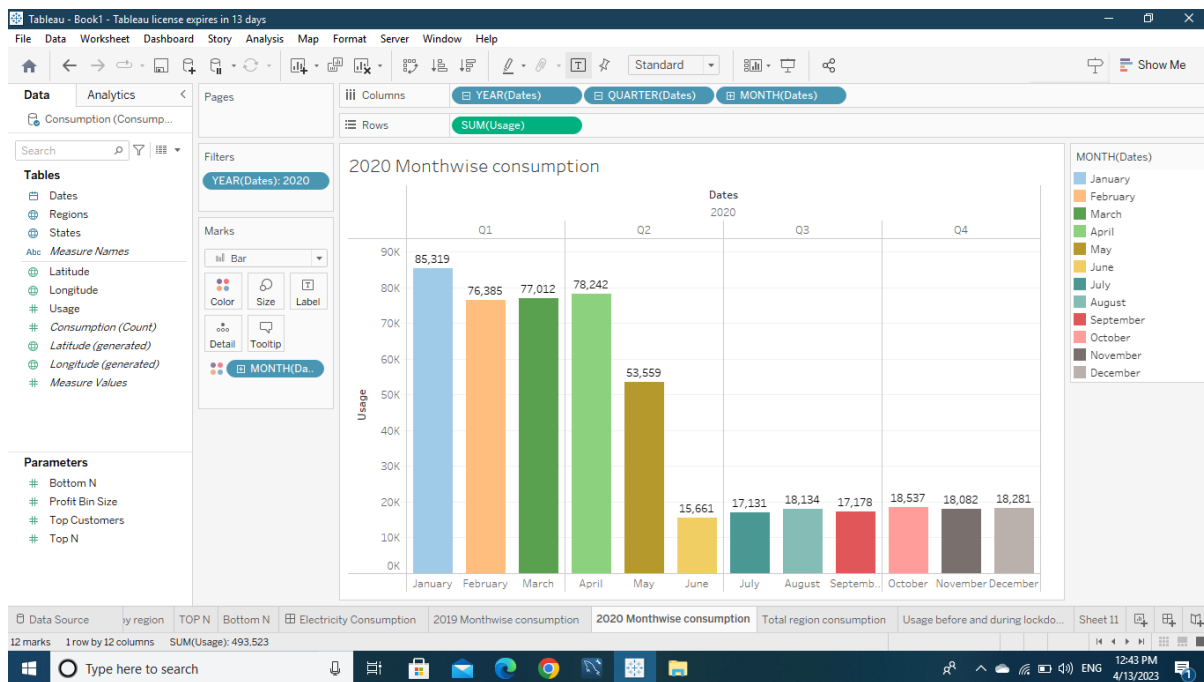 Tableau - Book1 - Tableau license expires in 13 days
File Data Worksheet Dashboard Story Analysis Map Format Server Window Help
Standard
Show Me
Data Analytics
Consumption (Consump...
Search
Tables
Dates
Regions
States
Abc Measure Names
Latitude
Longitude
# Usage
# Consumption (Count)
Latitude (generated)
Longitude (generated)
# Measure Values
Parameters
# Bottom N
# Profit Bin Size
# Top Customers
# Top N
Pages
Filters
YEAR(Dates): 2020
Marks
Bar
Color Size Label
Detail Tooltip
MONTH(Da..
Columns YEAR(Dates) QUARTER(Dates) MONTH(Dates)
Rows SUM(Usage)
2020 Monthwise consumption
Dates
2020
Q1 Q2 Q3 Q4
Usage
90K
80K
70K
60K
50K
40K
30K
20K
10K
0K
85,319 76,385 77,012 78,242 53,559 15,661 17,131 18,134 17,178 18,537 18,082 18,281
January February March April May June July August Septemb.. October November December
MONTH(Dates)
January
February
March
April
May
June
July
August
September
October
November
December
Data Source by region TOP N Bottom N Electricity Consumption 2019 Monthwise consumption 2020 Monthwise consumption Total region consumption Usage before and during lockdo... Sheet 11
12 marks 1 row by 12 columns SUM(Usage): 493,523
Type here to search
ENG
12:43 PM
4/13/2023
1